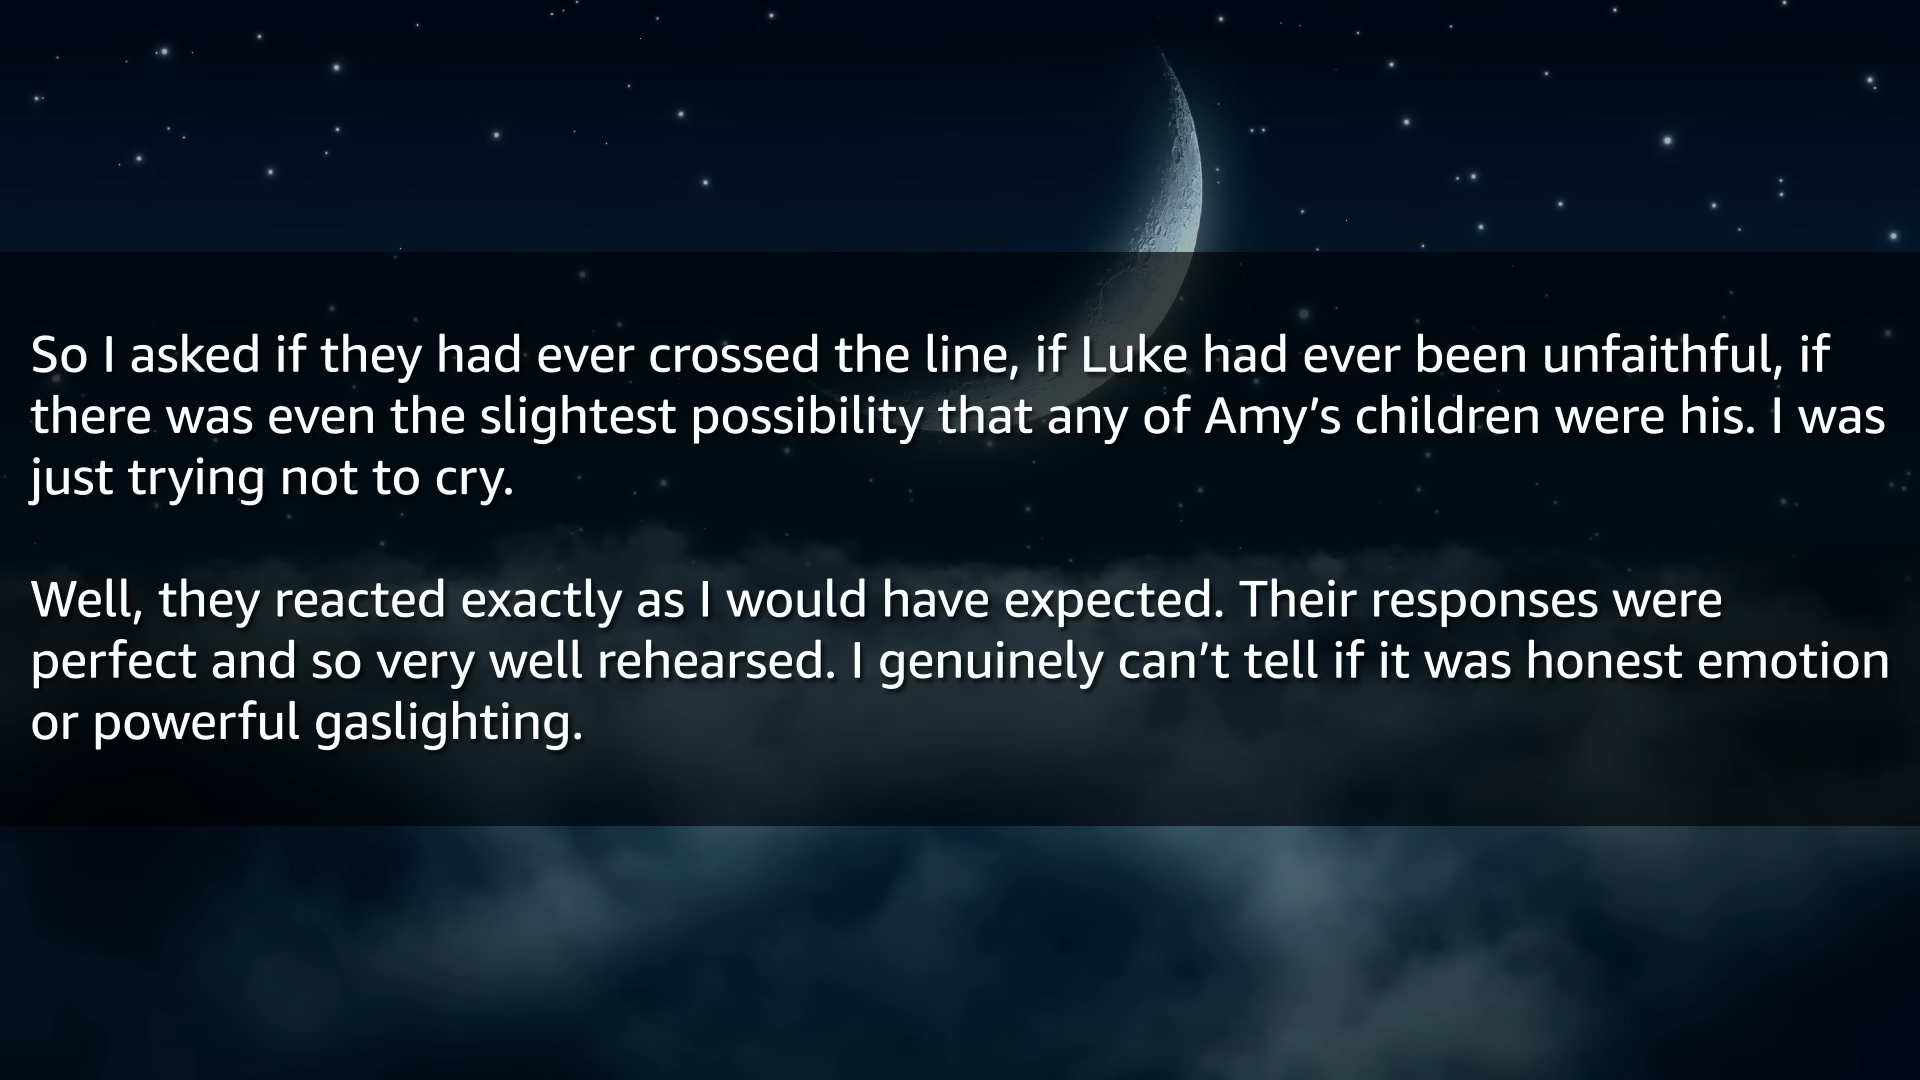 So I asked if they had ever crossed the line, if Luke had ever been unfaithful, if
there was even the slightest possibility that any of Amy’s children were his. I was
just trying not to cry.
Well, they reacted exactly as I would have expected. Their responses were
perfect and so very well rehearsed. I genuinely can’t tell if it was honest emotion
or powerful gaslighting.